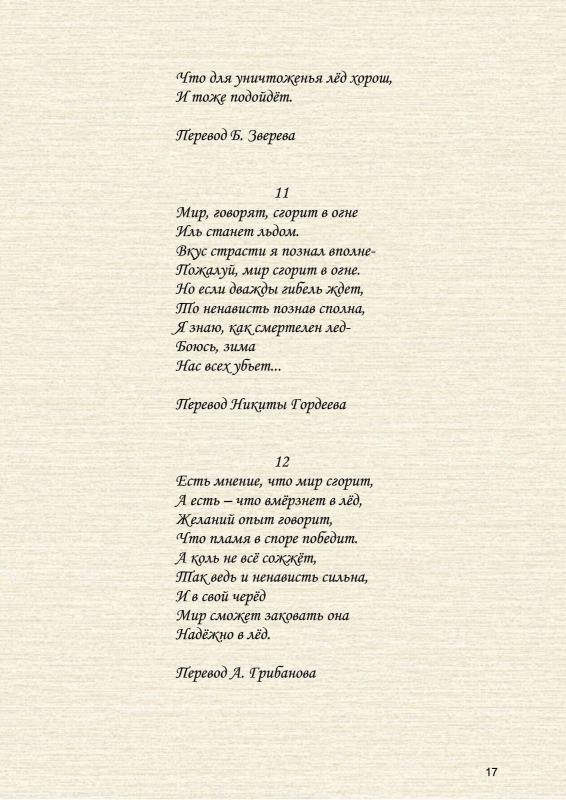 Что для уничтоженья лёд хорош,
И тоже подойдёт.
Перевод Б. Зверева
11
Мир, говорят, сгорит в огне
Иль станет льдом.
Вкус страсти я познал вполне-
Пожалуй, мир сгорит в огне.
Но если дважды гибель ждет,
То ненависть познав сполна,
Я знаю, как смертелен лед-
Боюсь, зима
Нас всех убьет...
Перевод Никиты Гордеева
12
Есть мнение, что мир сгорит,
А есть – что вмёрзнет в лёд,
Желаний опыт говорит,
Что пламя в споре победит.
А коль не всё сожжёт,
Так ведь и ненависть сильна,
И в свой черёд
Мир сможет заковать она
Надёжно в лёд.
Перевод А. Грибанова
17